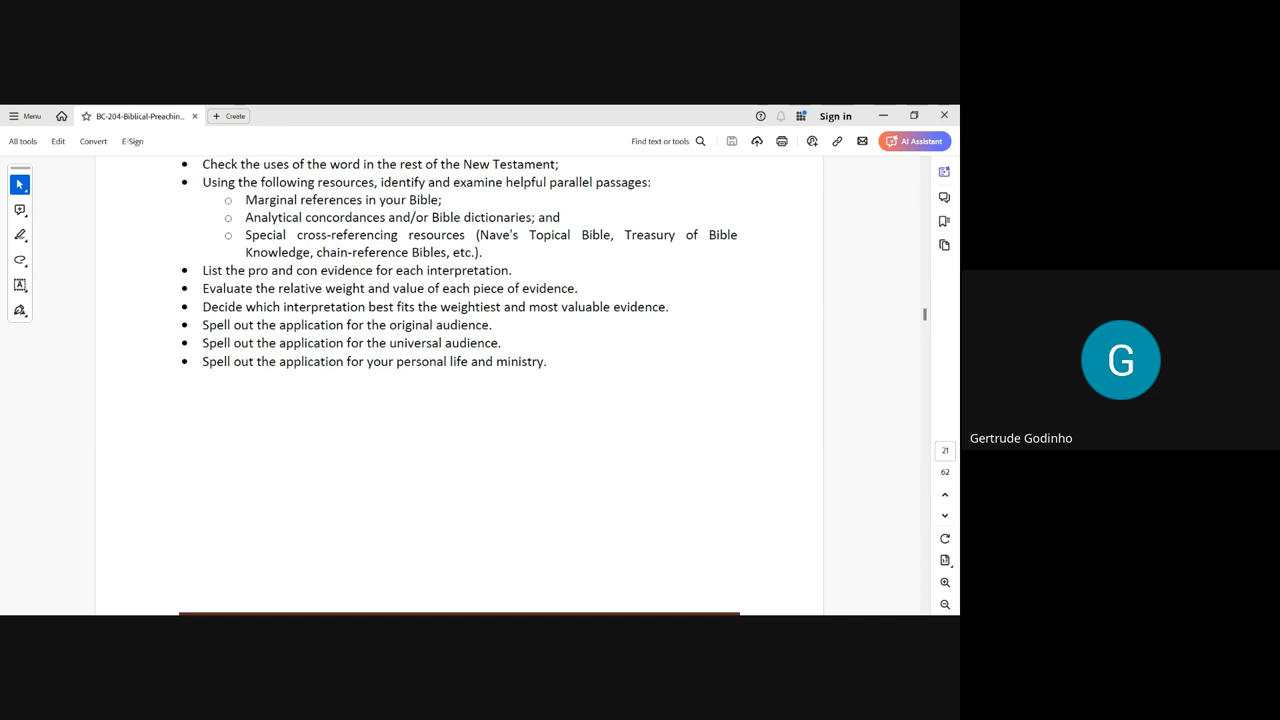 Menu
BC-204-Biblical-Preachin...
Create
Sign in
All tools Edit Convert E-Sign
Find text or tools
AI Assistant
• Check the uses of the word in the rest of the New Testament;
• Using the following resources, identify and examine helpful parallel passages:
○ Marginal references in your Bible;
○ Analytical concordances and/or Bible dictionaries; and
○ Special cross-referencing resources (Nave's Topical Bible, Treasury of Bible
Knowledge, chain-reference Bibles, etc.).
• List the pro and con evidence for each interpretation.
• Evaluate the relative weight and value of each piece of evidence.
• Decide which interpretation best fits the weightiest and most valuable evidence.
• Spell out the application for the original audience.
• Spell out the application for the universal audience.
• Spell out the application for your personal life and ministry.
21
62
G
Gertrude Godinho